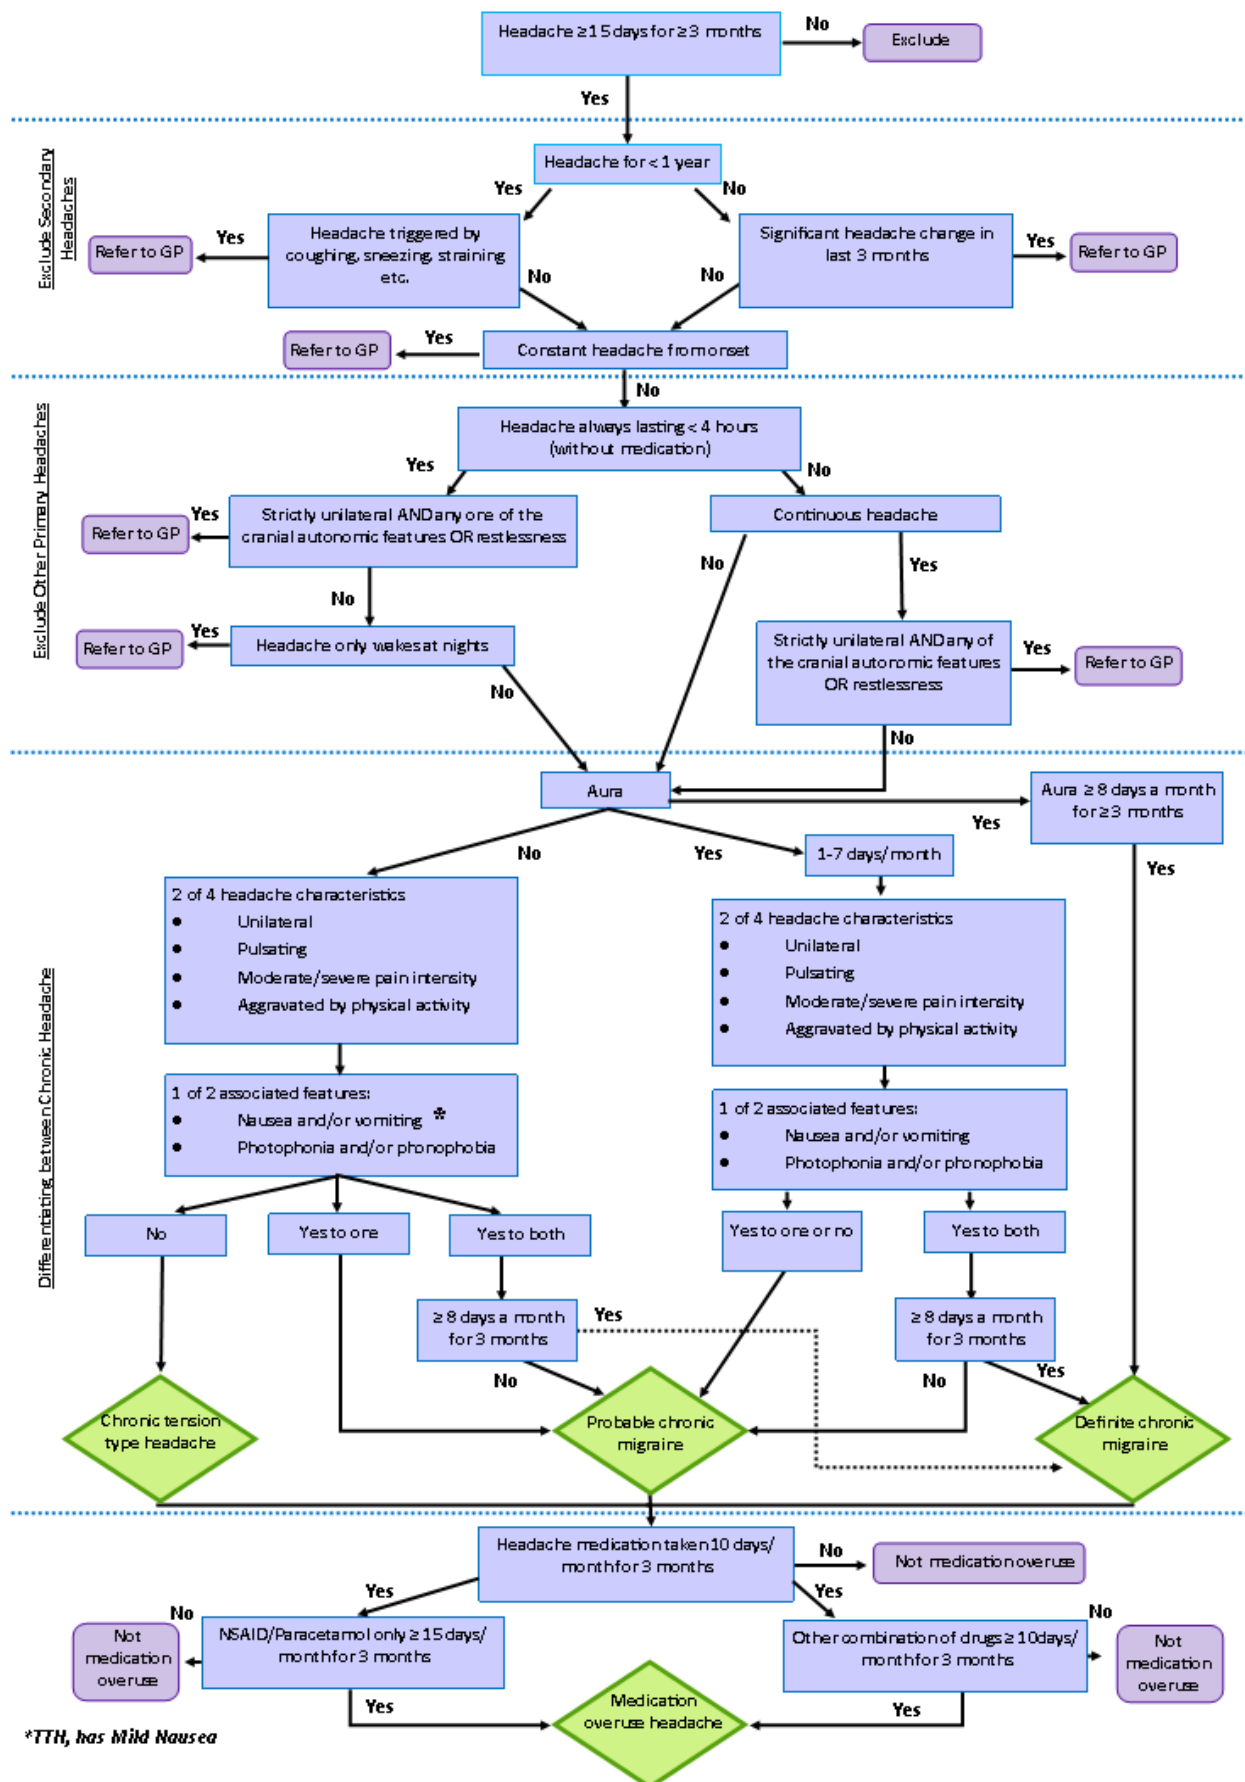 Headache ≥15 days for ≥3 months
No
Exclude
Yes
Exclude Secondary
Headaches
Headache for < 1 year
Yes
No
Headache triggered by
coughing, sneezing, straining
etc.
Yes
Refer to GP
No
Significant headache change in
last 3 months
Yes
Refer to GP
No
Constant headache from onset
Yes
Refer to GP
No
Exclude Other Primary Headaches
Headache always lasting < 4 hours
(without medication)
Yes
No
Strictly unilateral AND any one of the
cranial autonomic features OR restlessness
Yes
Refer to GP
No
Continuous headache
No
Yes
Headache only wakes at nights
Yes
Refer to GP
No
Strictly unilateral AND any of
the cranial autonomic features
OR restlessness
Yes
Refer to GP
No
Differentiating between Chronic Headache
Aura
Yes
Aura ≥ 8 days a month
for ≥3 months
Yes
No
Yes
1-7 days/month
2 of 4 headache characteristics
● Unilateral
● Pulsating
● Moderate/severe pain intensity
● Aggravated by physical activity
2 of 4 headache characteristics
● Unilateral
● Pulsating
● Moderate/severe pain intensity
● Aggravated by physical activity
1 of 2 associated features:
● Nausea and/or vomiting *
● Photophonia and/or phonophobia
1 of 2 associated features:
● Nausea and/or vomiting
● Photophonia and/or phonophobia
No
Yes to one
Yes to both
Yes to one or no
Yes to both
≥ 8 days a month
for 3 months
Yes
No
≥ 8 days a month
for 3 months
No
Yes
Chronic tension
type headache
Probable chronic
migraine
Definite chronic
migraine
Headache medication taken 10 days/
month for 3 months
No
Not medication overuse
Yes
Yes
NSAID/Paracetamol only ≥ 15 days/
month for 3 months
No
Not
medication
overuse
Yes
Other combination of drugs ≥ 10days/
month for 3 months
No
Not
medication
overuse
Yes
Medication
overuse headache
*TTH, has Mild Nausea